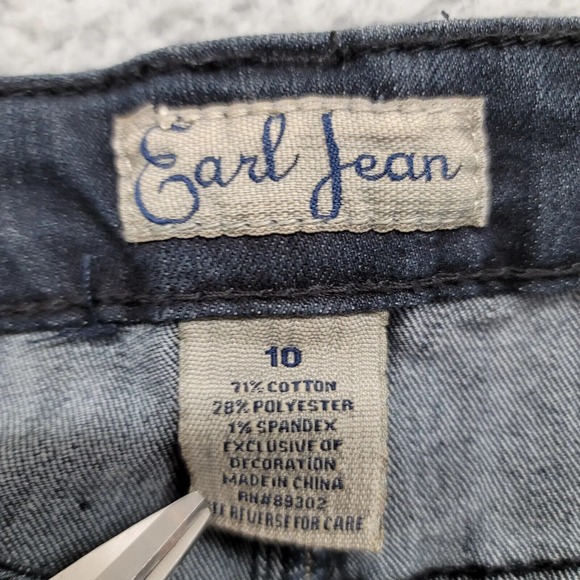 Earl Jean
10
71% COTTON
28% POLYESTER
1% SPANDEX
EXCLUSIVE OF
DECORATION
MADE IN CHINA
RN#89302
REVERSE FOR CARE